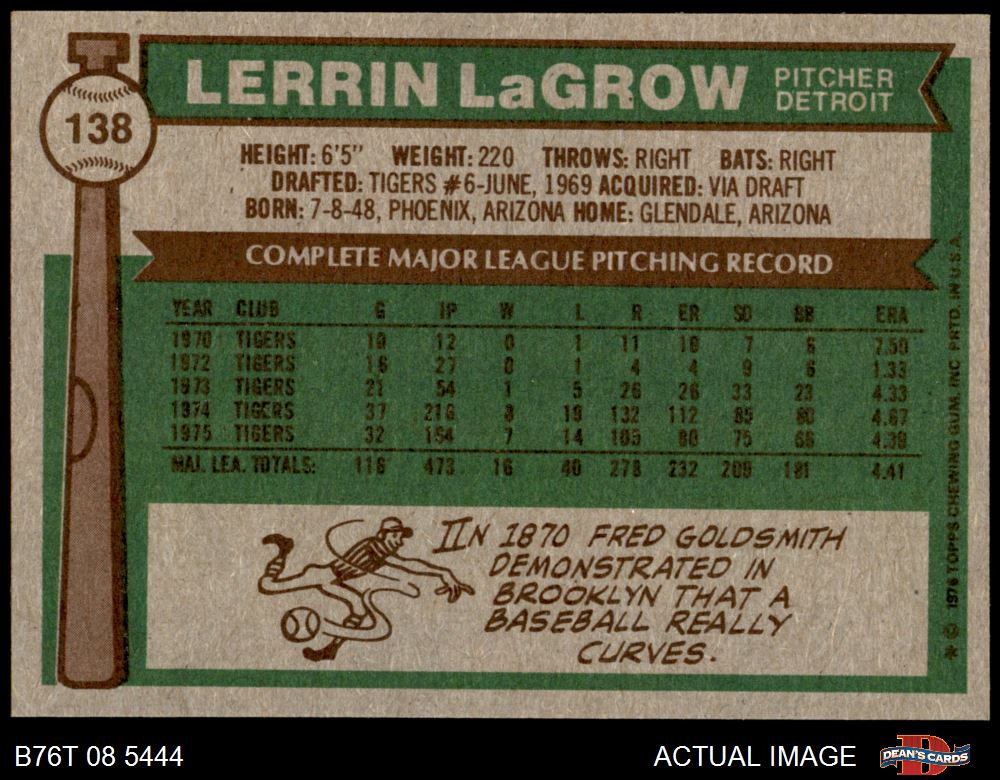 138
LERRIN LaGROW
PITCHER
DETROIT
HEIGHT: 6'5" WEIGHT: 220 THROWS: RIGHT BATS: RIGHT
DRAFTED: TIGERS #6-JUNE, 1969 ACQUIRED: VIA DRAFT
BORN: 7-8-48, PHOENIX, ARIZONA HOME: GLENDALE, ARIZONA
COMPLETE MAJOR LEAGUE PITCHING RECORD
YEAR CLUB G IP W L R ER SO BB ERA
1970 TIGERS 10 12 0 1 11 10 7 6 7.50
1972 TIGERS 16 27 0 1 4 4 9 6 1.33
1973 TIGERS 21 54 1 5 26 26 33 23 4.33
1974 TIGERS 37 216 8 19 132 112 85 80 4.67
1975 TIGERS 32 164 7 14 105 80 75 66 4.39
MAJ. LEA. TOTALS: 116 473 16 40 278 232 209 181 4.41
IN 1870 FRED GOLDSMITH
DEMONSTRATED IN
BROOKLYN THAT A
BASEBALL REALLY
CURVES.
* © 1976 TOPPS CHEWING GUM, INC. PRTD. IN U.S.A.
B76T 08 5444
ACTUAL IMAGE
DEAN'S CARDS